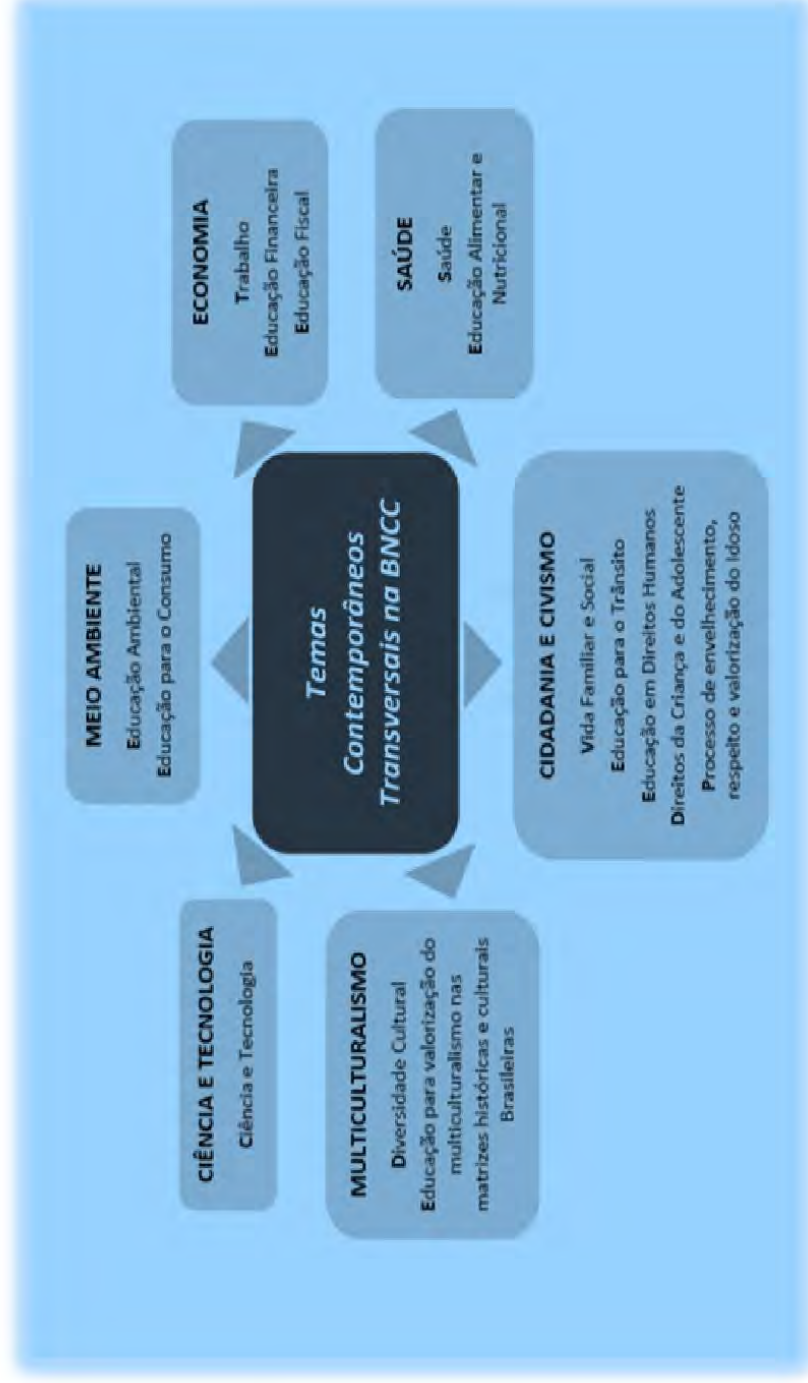 MEIO AMBIENTE
Educação Ambiental
Educação para o Consumo
ECONOMIA
Trabalho
Educação Financeira
Educação Fiscal
SAÚDE
Saúde
Educação Alimentar e
Nutricional
CIDADANIA E CIVISMO
Vida Familiar e Social
Educação para o Trânsito
Educação em Direitos Humanos
Direitos da Criança e do Adolescente
Processo de envelhecimento,
respeito e valorização do Idoso
MULTICULTURALISMO
Diversidade Cultural
Educação para valorização do
multiculturalismo nas
matrizes históricas e culturais
Brasileiras
CIÊNCIA E TECNOLOGIA
Ciência e Tecnologia
Temas
Contemporâneos
Transversais na BNCC